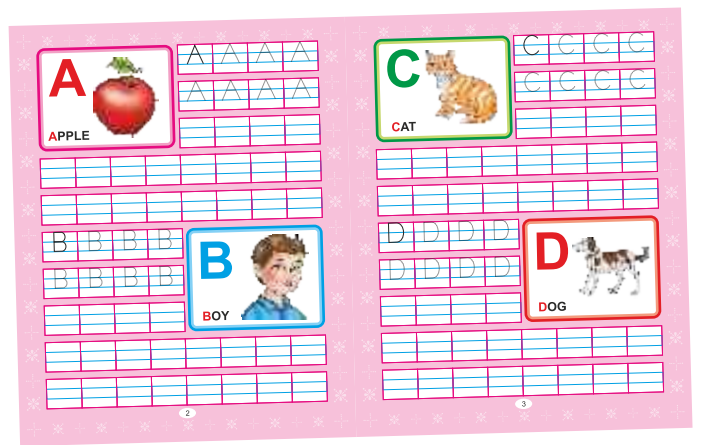 A
APPLE
A A A A
A A A A
B B B B
B B B B
B
BOY
2
C
CAT
C C C C
C C C C
D D D D
D D D D
D
DOG
3